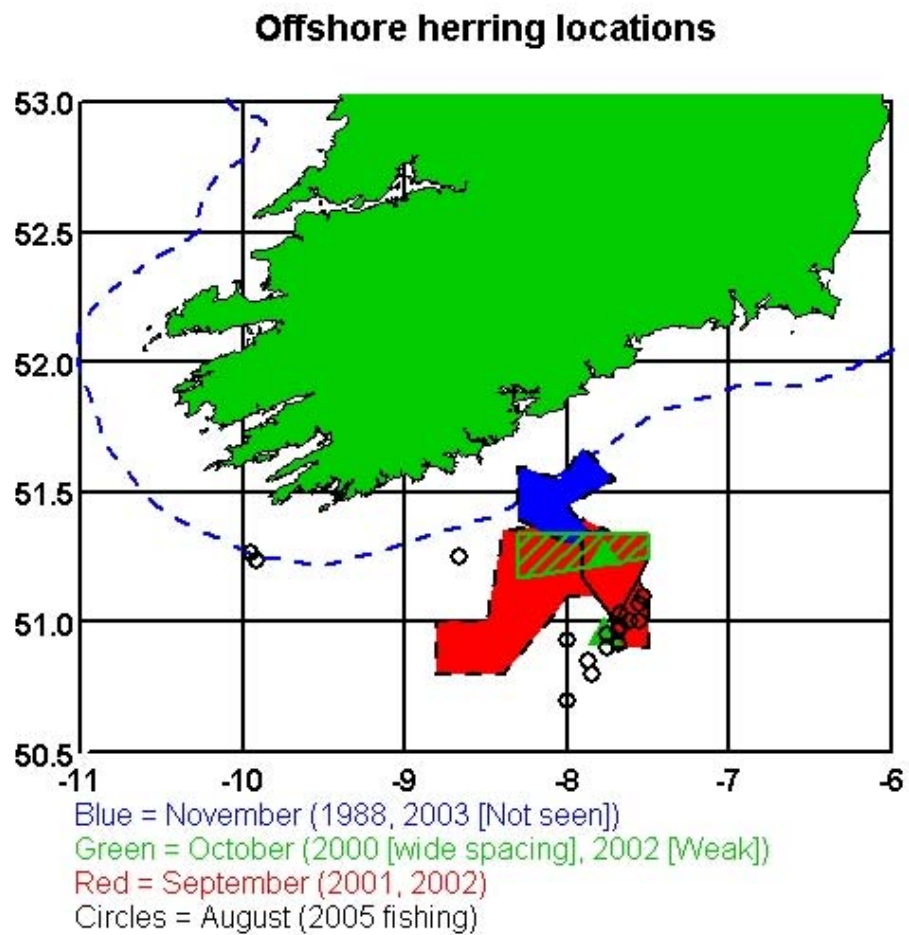 Offshore herring locations
53.0
52.5
52.0
51.5
51.0
50.5
-11 -10 -9 -8 -7 -6
Blue = November (1988, 2003 [Not seen])
Green = October (2000 [wide spacing], 2002 [Weak])
Red = September (2001, 2002)
Circles = August (2005 fishing)